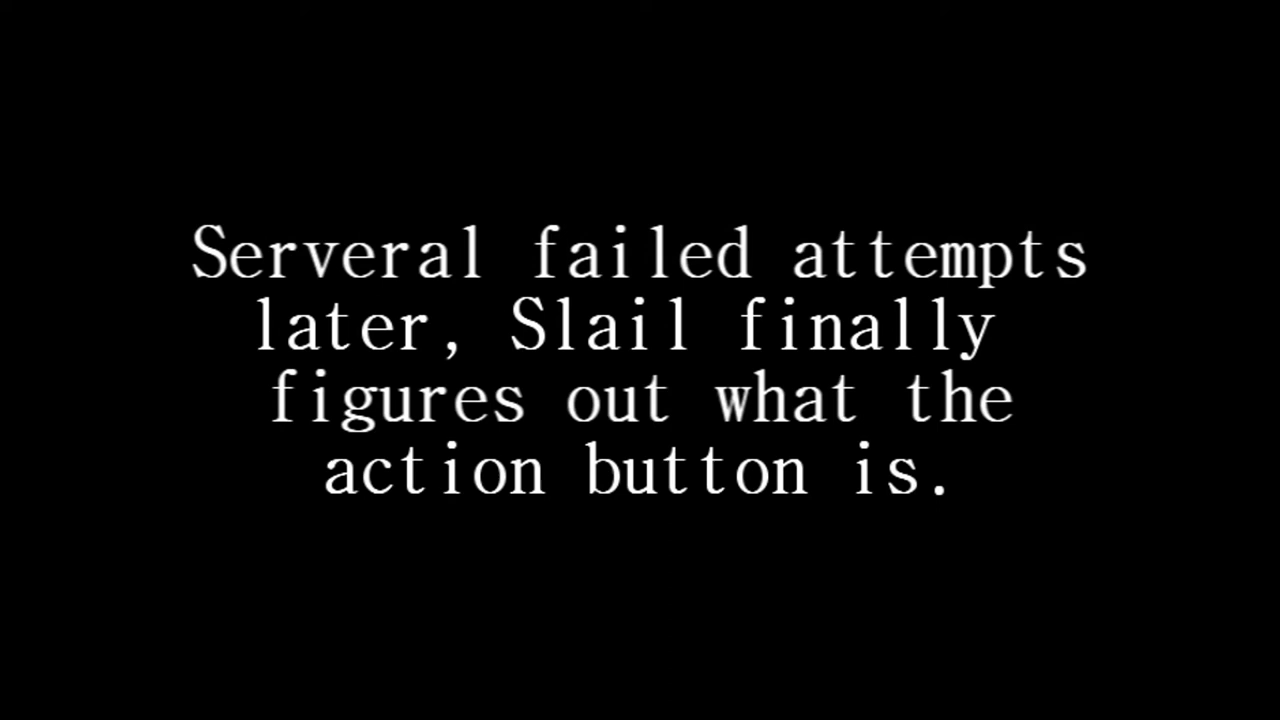 Serveral failed attempts
later, Slail finally
figures out what the
action button is.